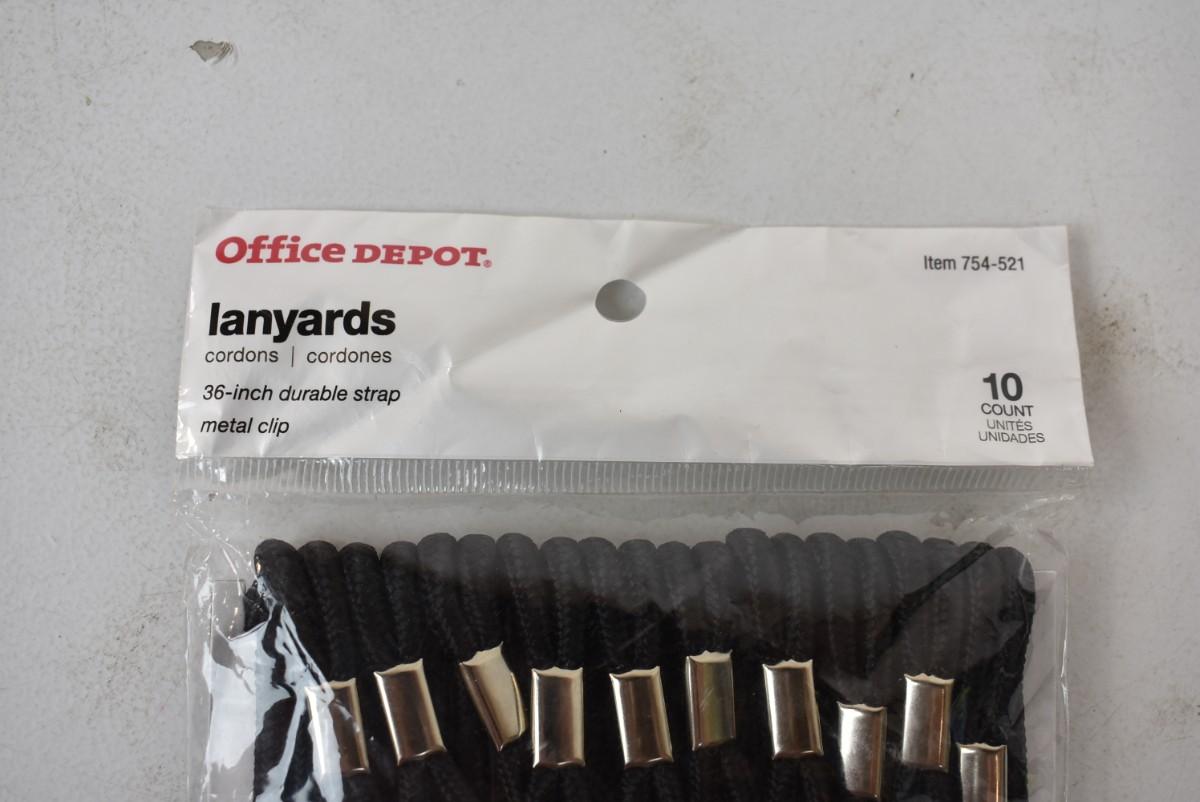 Office DEPOT®
Item 754-521
lanyards
cordons | cordones
36-inch durable strap
metal clip
10
COUNT
UNITÉS
UNIDADES